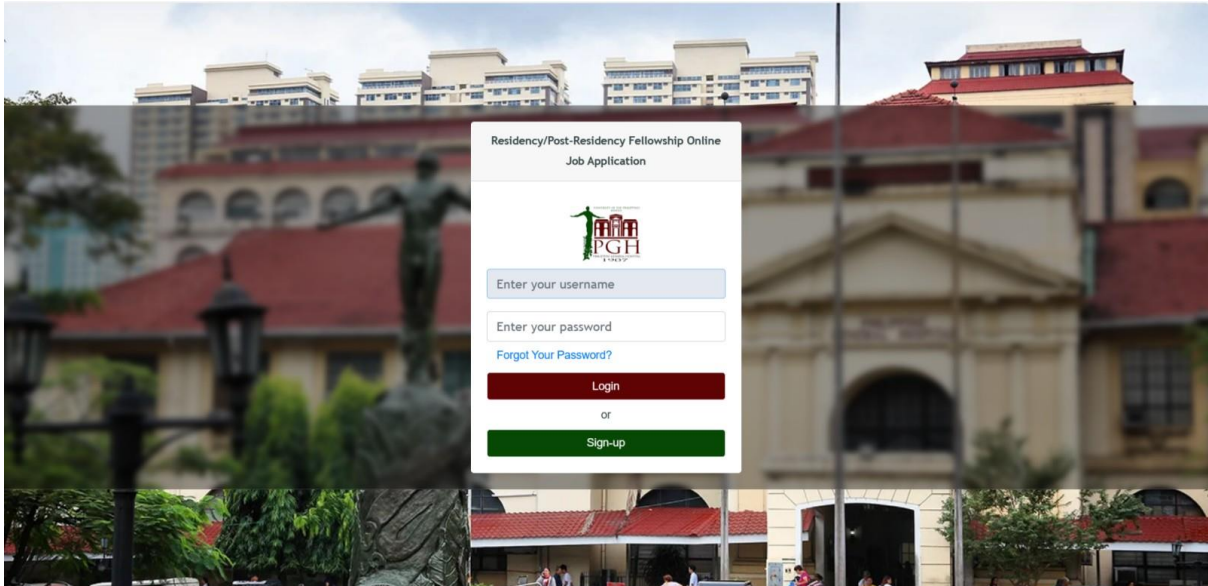 Residency/Post-Residency Fellowship Online
Job Application
PGH
1907
Enter your username
Enter your password
Forgot Your Password?
Login
or
Sign-up